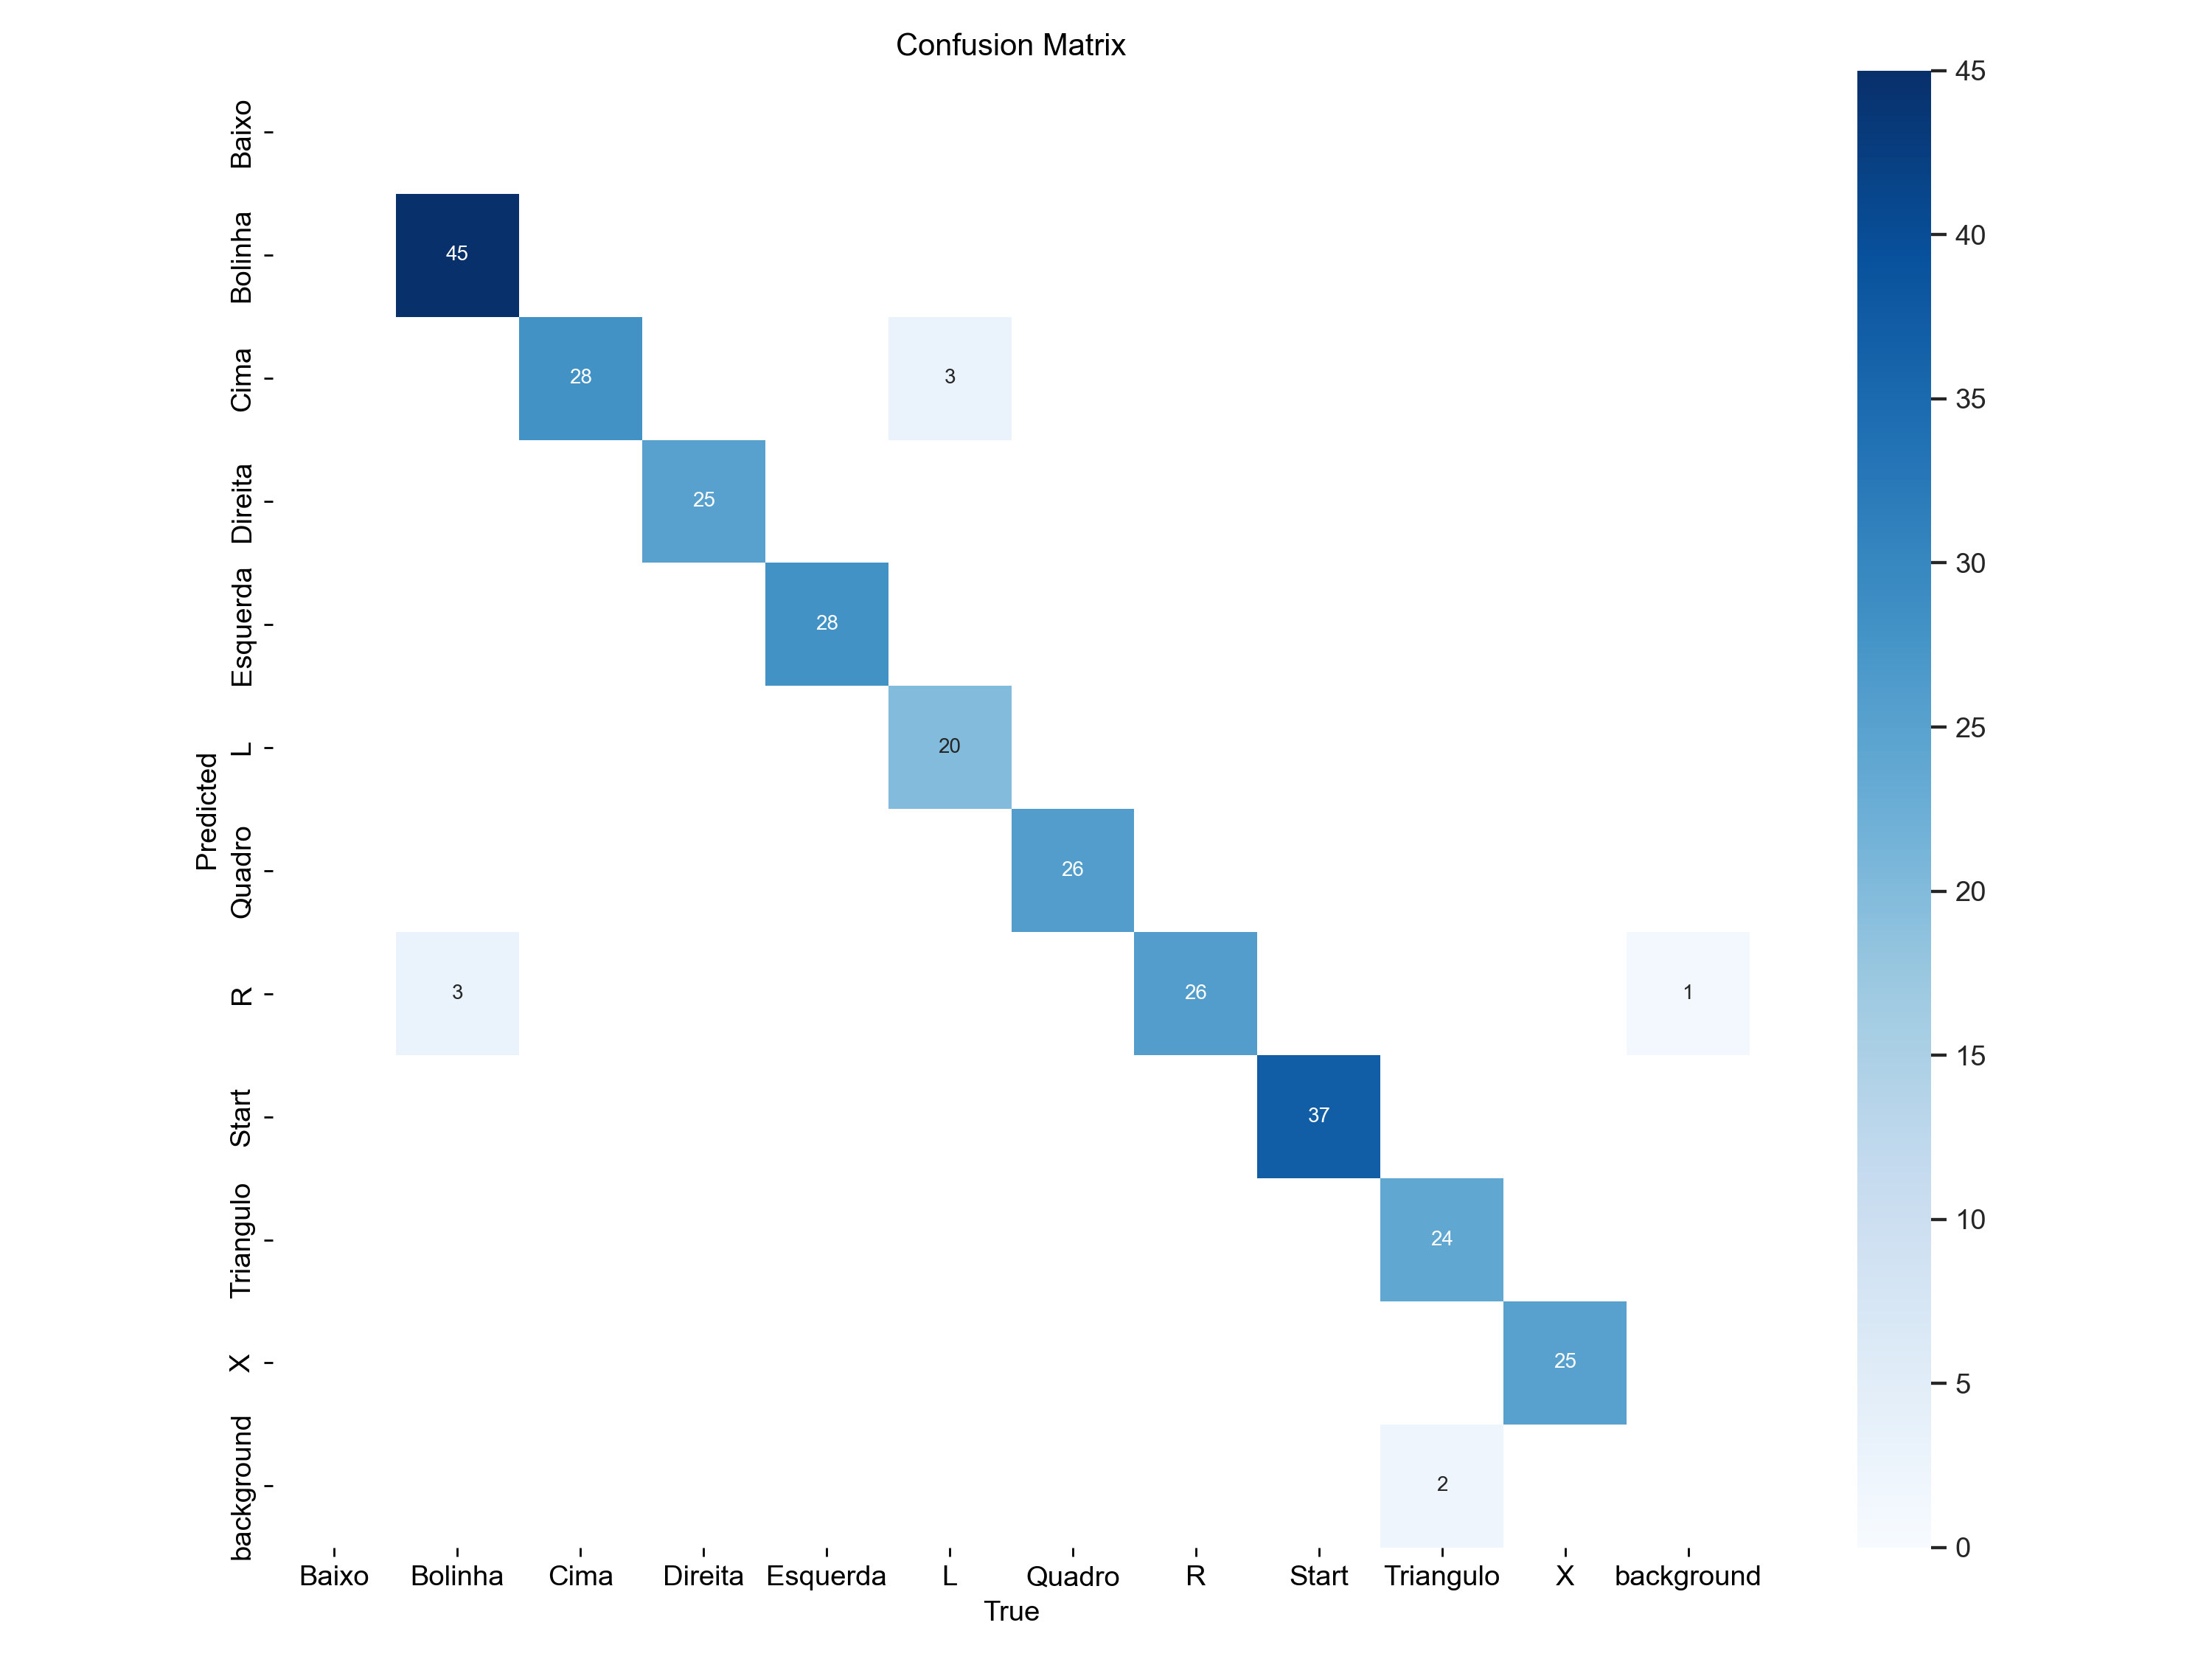 Confusion Matrix
Predicted
Baixo
Bolinha 45
Cima 28 3
Direita 25
Esquerda 28
L 20
Quadro 26
R 3 26 1
Start 37
Triangulo 24
X 25
background 2
Baixo Bolinha Cima Direita Esquerda L Quadro R Start Triangulo X background
True
45
40
35
30
25
20
15
10
5
0